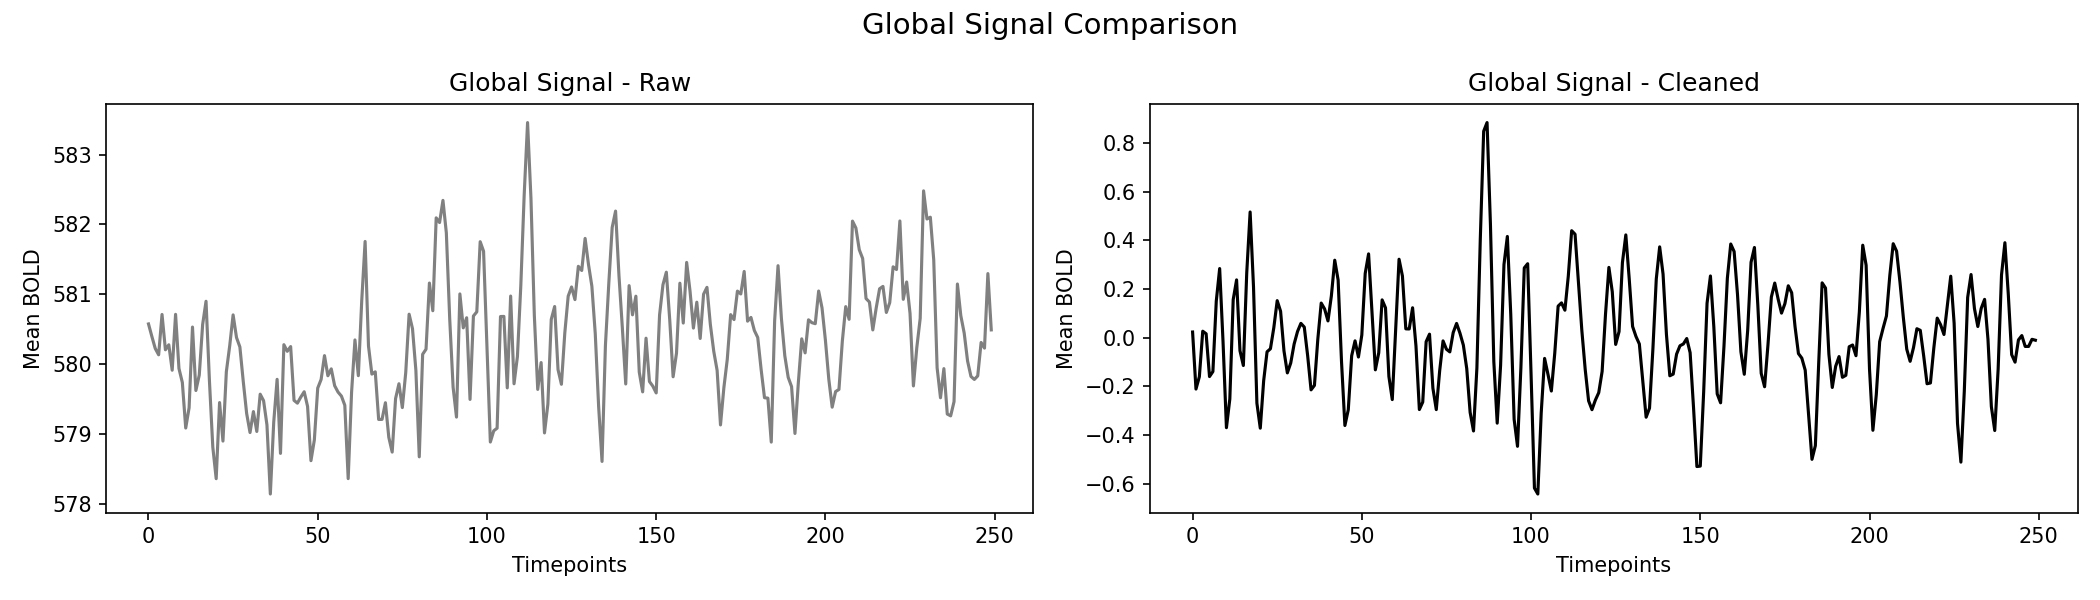 Global Signal Comparison
Global Signal - Raw
Mean BOLD
583
582
581
580
579
578
0 50 100 150 200 250
Timepoints
Global Signal - Cleaned
Mean BOLD
0.8
0.6
0.4
0.2
0.0
−0.2
−0.4
−0.6
0 50 100 150 200 250
Timepoints